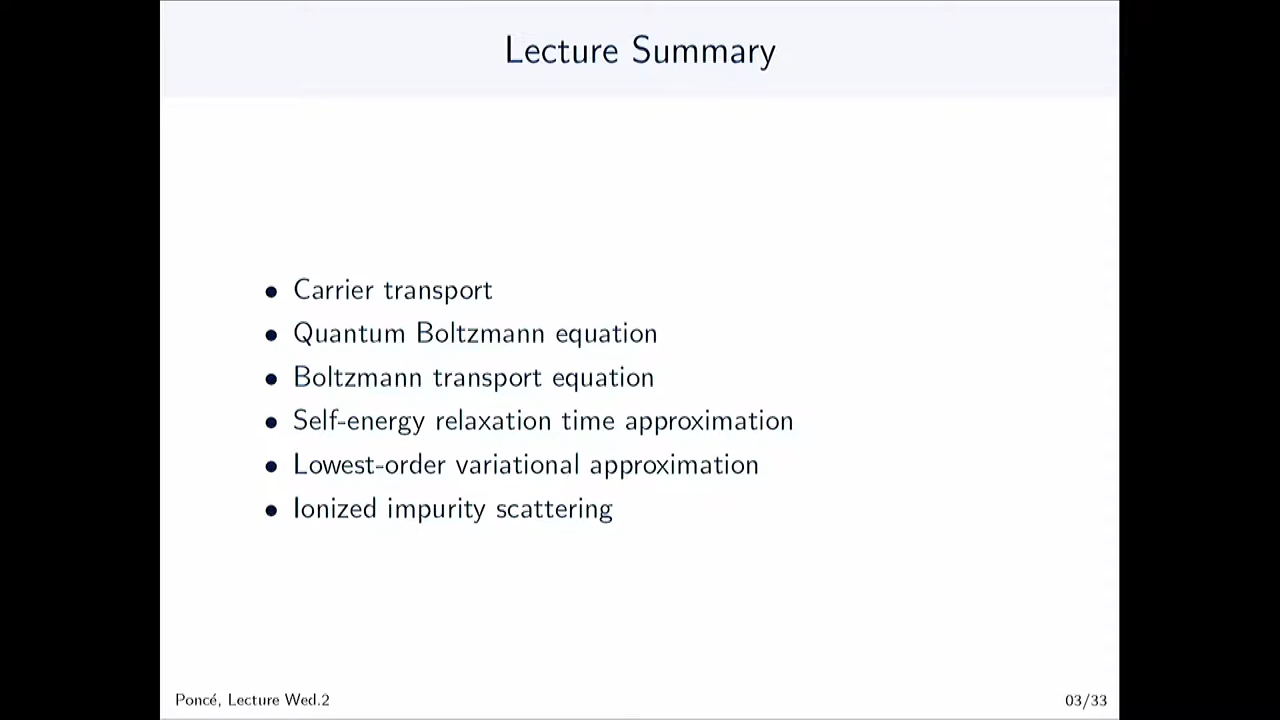 Lecture Summary
• Carrier transport
• Quantum Boltzmann equation
• Boltzmann transport equation
• Self-energy relaxation time approximation
• Lowest-order variational approximation
• Ionized impurity scattering
Poncé, Lecture Wed.2
03/33